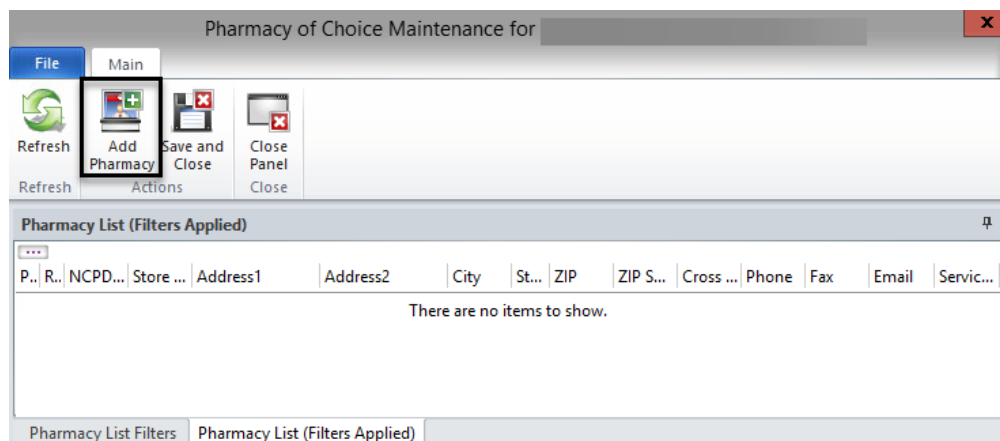 Pharmacy of Choice Maintenance for
x
File Main
Refresh Add Pharmacy Save and Close Close Panel
Refresh Actions Close
Pharmacy List (Filters Applied)
...
P.. R.. NCPD... Store ... Address1 Address2 City St... ZIP ZIP S... Cross ... Phone Fax Email Servic...
There are no items to show.
Pharmacy List Filters Pharmacy List (Filters Applied)